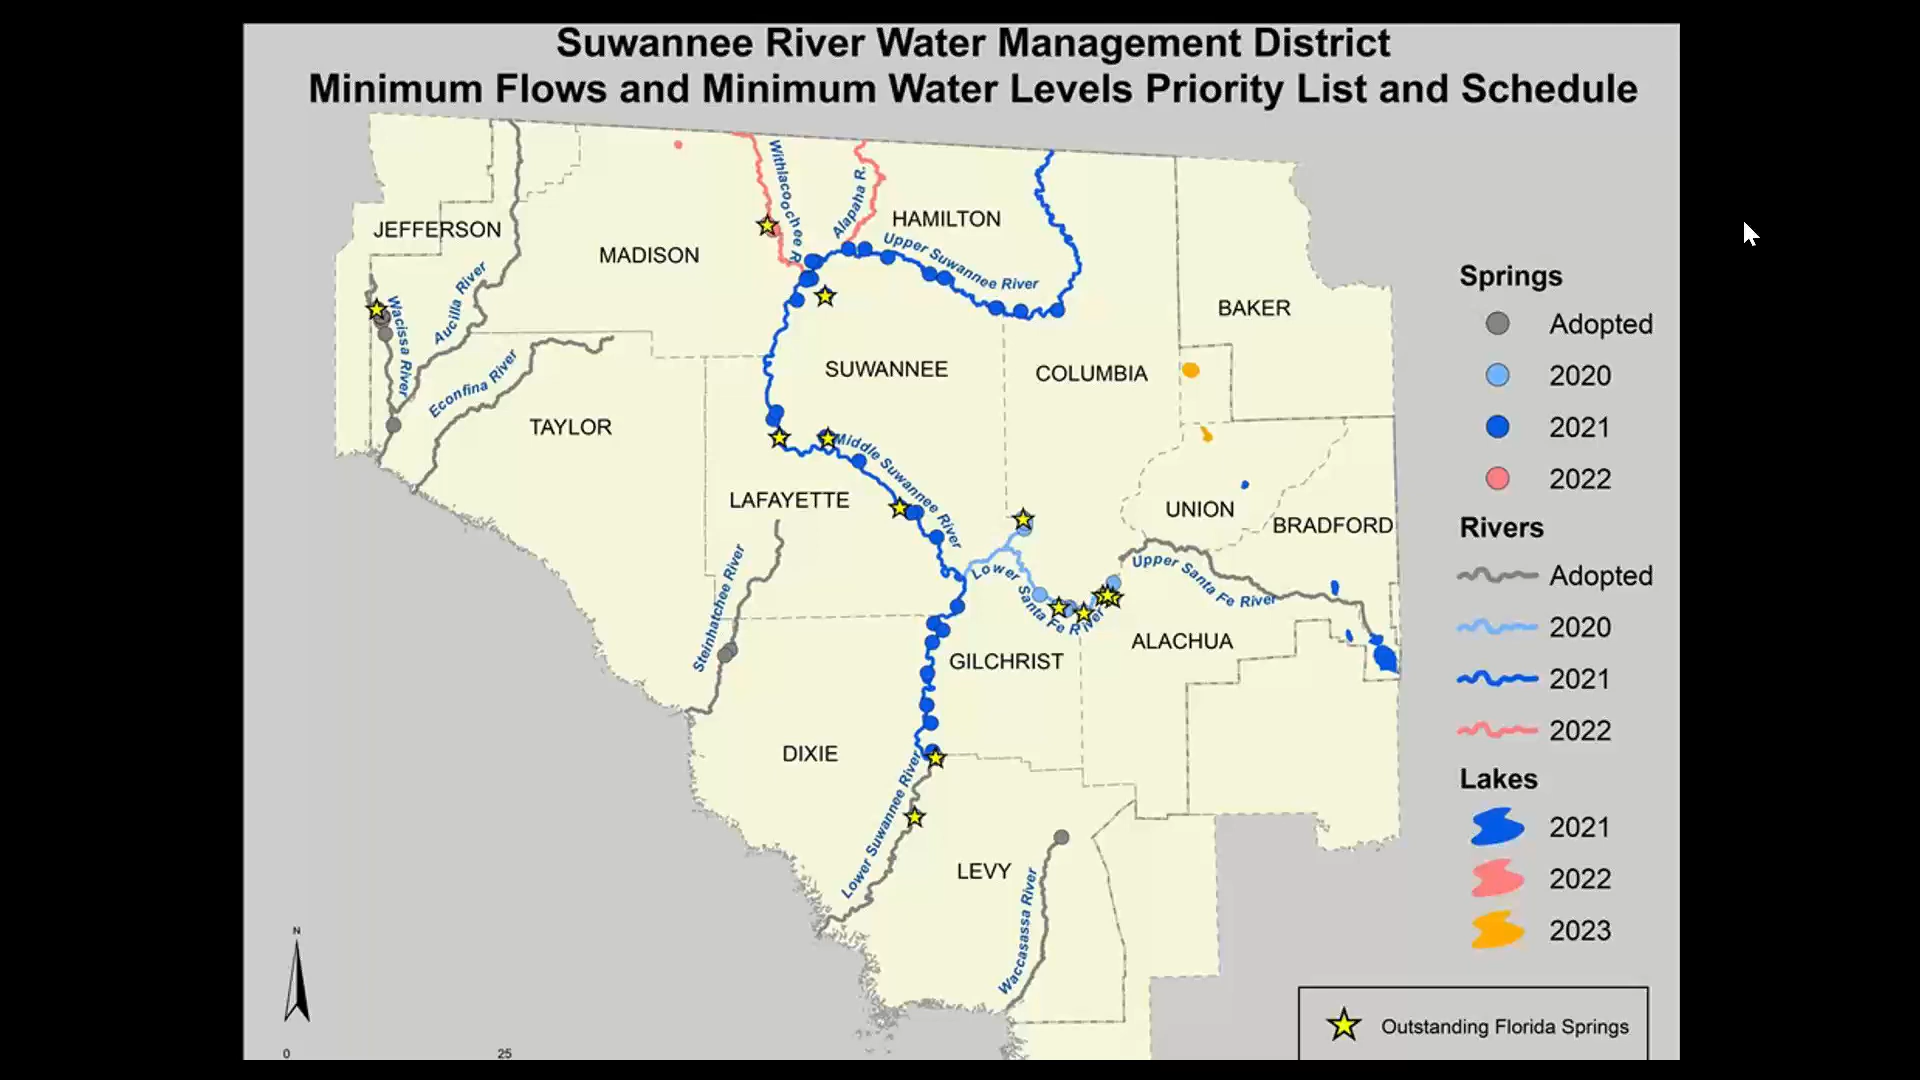 Suwannee River Water Management District
Minimum Flows and Minimum Water Levels Priority List and Schedule
JEFFERSON
MADISON
HAMILTON
BAKER
SUWANNEE
COLUMBIA
TAYLOR
LAFAYETTE
UNION
BRADFORD
GILCHRIST
ALACHUA
DIXIE
LEVY
Withlacoochee R.
Alapaha R.
Upper Suwannee River
Wacissa River
Aucilla River
Econfina River
Middle Suwannee River
Steinhatchee River
Lower Santa Fe River
Upper Santa Fe River
Lower Suwannee River
Waccasassa River
Springs
Adopted
2020
2021
2022
Rivers
Adopted
2020
2021
2022
Lakes
2021
2022
2023
Outstanding Florida Springs
N
0 25